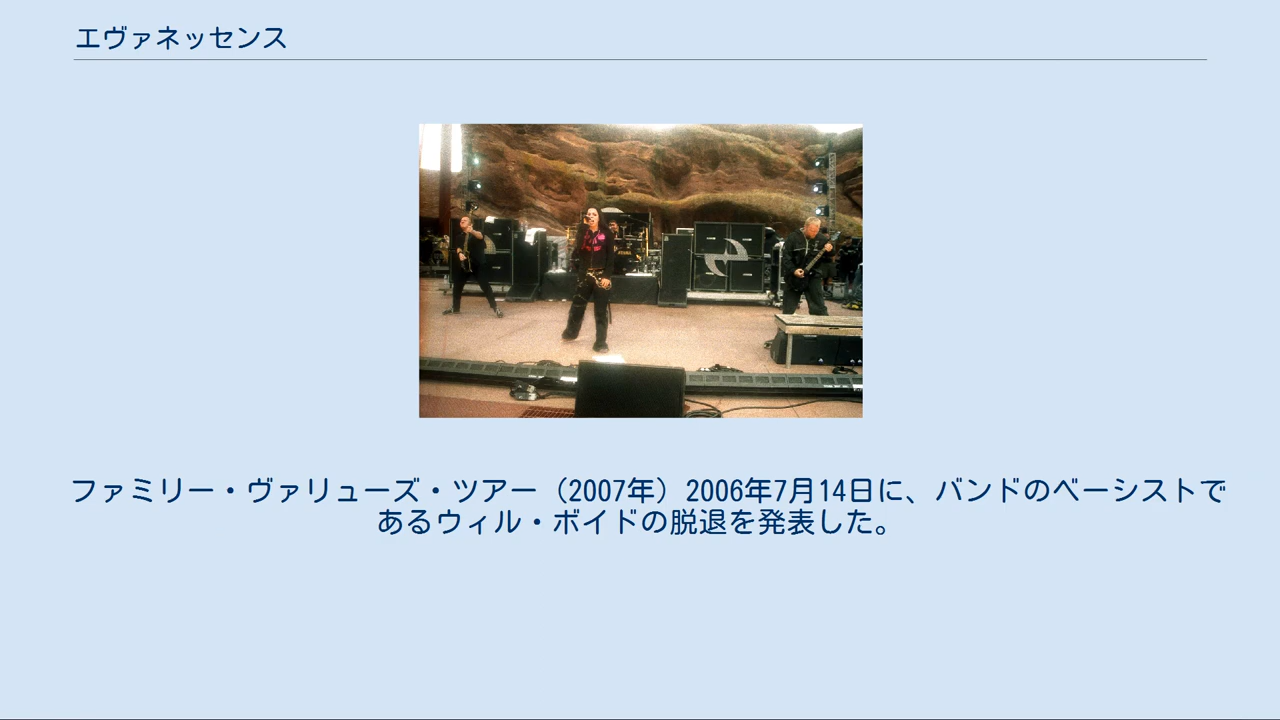 エヴァネッセンス
ファミリー・ヴァリューズ・ツアー（2007年）2006年7月14日に、バンドのベーシストで
あるウィル・ボイドの脱退を発表した。